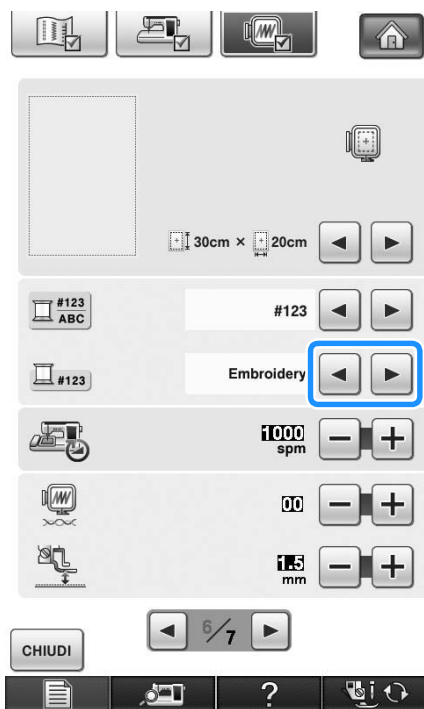 30cm × 20cm
#123
ABC
#123
#123
Embroidery
1000
spm
00
1.5
mm
6/7
CHIUDI
?